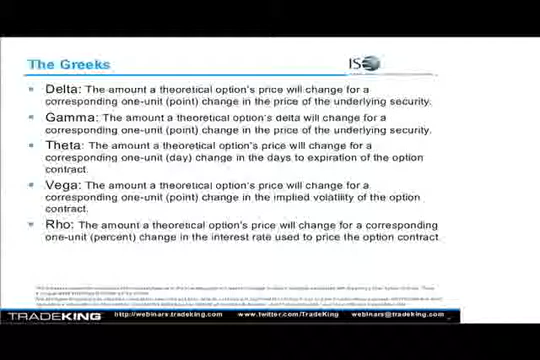 The Greeks
ISE
Delta: The amount a theoretical option's price will change for a
corresponding one-unit (point) change in the price of the underlying security.
Gamma: The amount a theoretical option's delta will change for a
corresponding one-unit (point) change in the price of the underlying security.
Theta: The amount a theoretical option's price will change for a
corresponding one-unit (day) change in the days to expiration of the option
contract.
Vega: The amount a theoretical option's price will change for a
corresponding one-unit (point) change in the implied volatility of the option
contract.
Rho: The amount a theoretical option's price will change for a corresponding
one-unit (percent) change in the interest rate used to price the option contract.
TRADEKING http://webinars.tradeking.com www.twitter.com/TradeKing webinars@tradeking.com